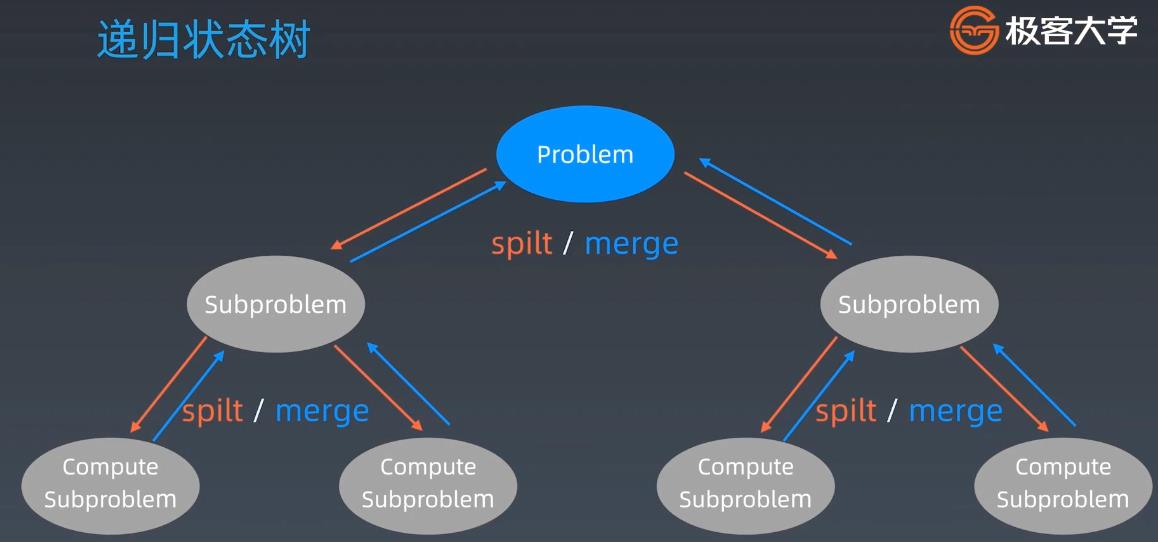 递归状态树
极客大学
Problem
spilt / merge
Subproblem
Subproblem
spilt / merge
spilt / merge
Compute
Subproblem
Compute
Subproblem
Compute
Subproblem
Compute
Subproblem